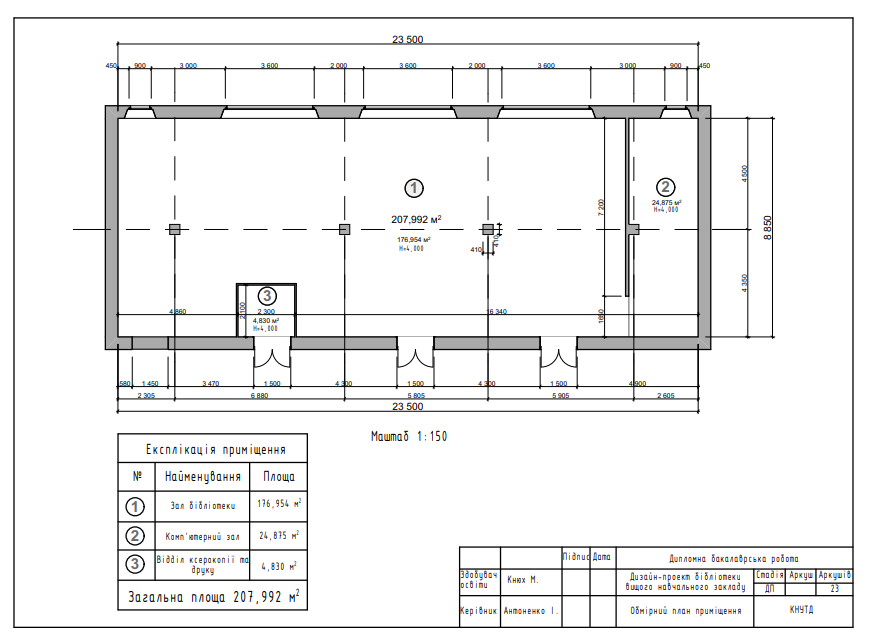 23 500
450 900 3 000 3 600 2 000 3 600 2 000 3 600 3 000 900 450
1
207,992 м²
176,954 м²
H=4,000
2
24,875 м²
H=4,000
7 200
4 500
8 850
4 350
410
410
3
4 860 2 300 16 340
2 100
4,830 м²
H=4,000
1650
580 1 450 3 470 1 500 4 300 1 500 4 300 1 500 4 900
2 305 6 880 5 805 5 905 2 605
23 500
Маштаб 1:150
Експлікація приміщення
№ Найменування Площа
1 Зал бібліотеки 176,954 м²
2 Комп'ютерний зал 24,875 м²
3 Відділ ксерокопії та
друку 4,830 м²
Загальна площа 207,992 м²
Підпис Дата Дипломна бакалаврська робота
Здобувач
освіти Кнюх М.
Дизайн-проект бібліотеки
вищого навчального закладу
Стадія Аркуш Аркушів
ДП 23
Керівник Антоненко І. Обмірний план приміщення КНУТД